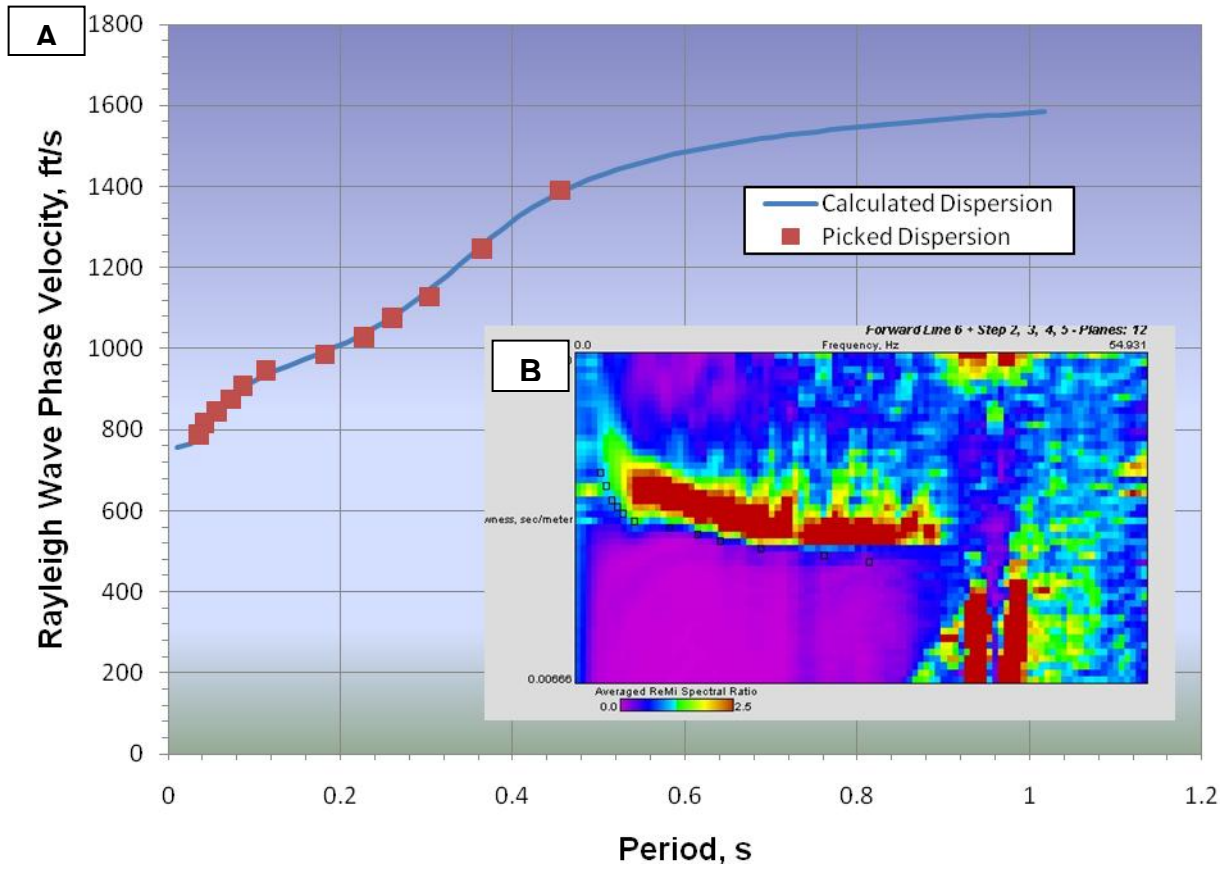 A
1800
1600
1400
1200
1000
800
600
400
200
0
Rayleigh Wave Phase Velocity, ft/s
Calculated Dispersion
Picked Dispersion
Forward Line 6 + Step 2, 3, 4, 5 - Planes: 12
B
0.0 Frequency, Hz 54.931
wness, sec/meter
0.00666
Averaged ReMi Spectral Ratio
0.0 2.5
0 0.2 0.4 0.6 0.8 1 1.2
Period, s